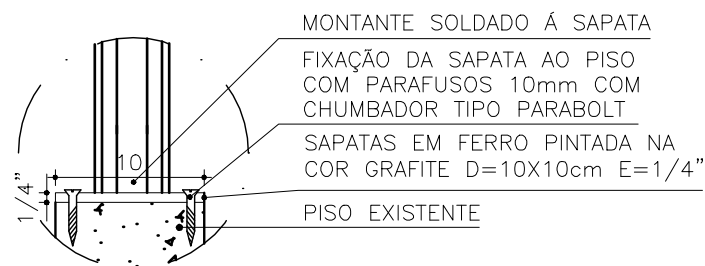 MONTANTE SOLDADO Á SAPATA
FIXAÇÃO DA SAPATA AO PISO
COM PARAFUSOS 10mm COM
CHUMBADOR TIPO PARABOLT
SAPATAS EM FERRO PINTADA NA
COR GRAFITE D=10X10cm E=1/4”
PISO EXISTENTE
10
1/4”